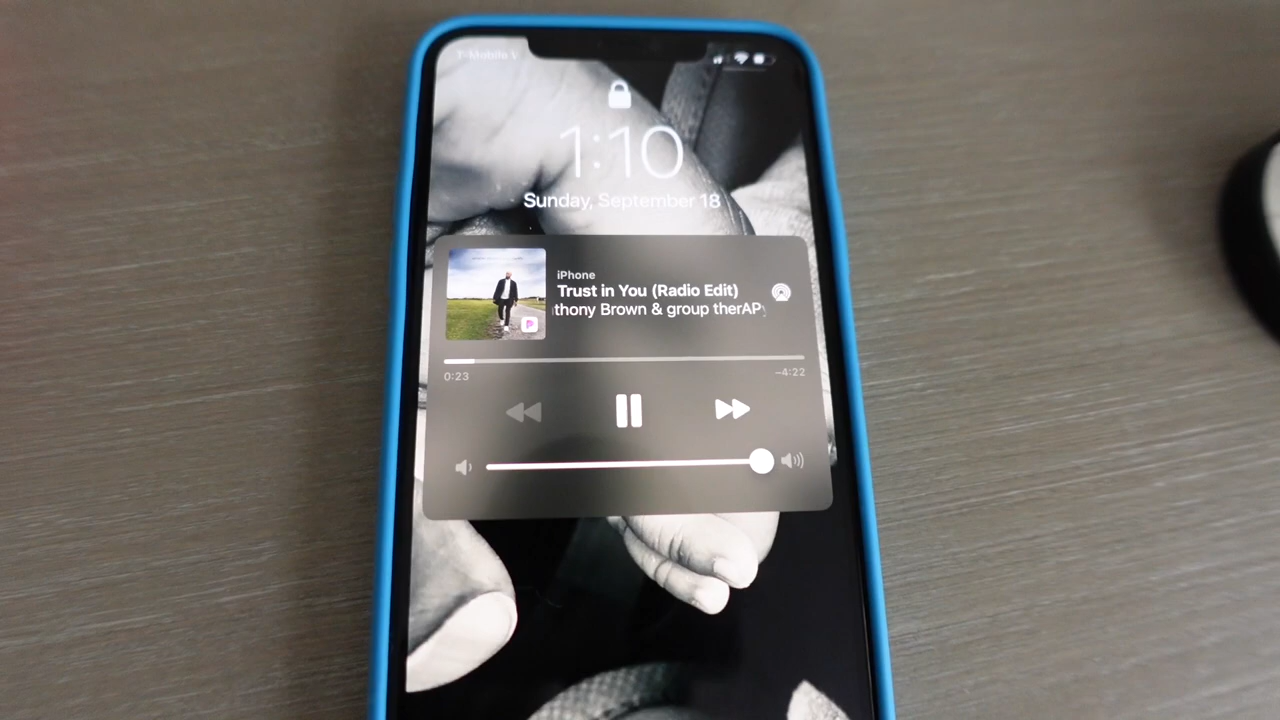 T-Mobile
1:10
Sunday, September 18
iPhone
Trust in You (Radio Edit)
thony Brown & group therAP
0:23
-4:22